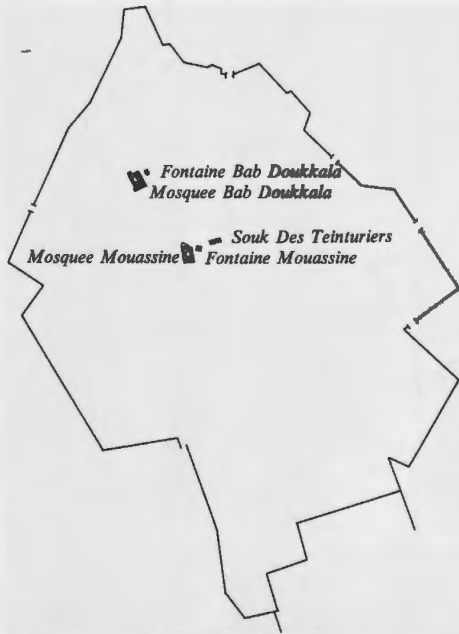 Fontaine Bab Doukkala
Mosquee Bab Doukkala
Souk Des Teinturiers
Mosquee Mouassine Fontaine Mouassine